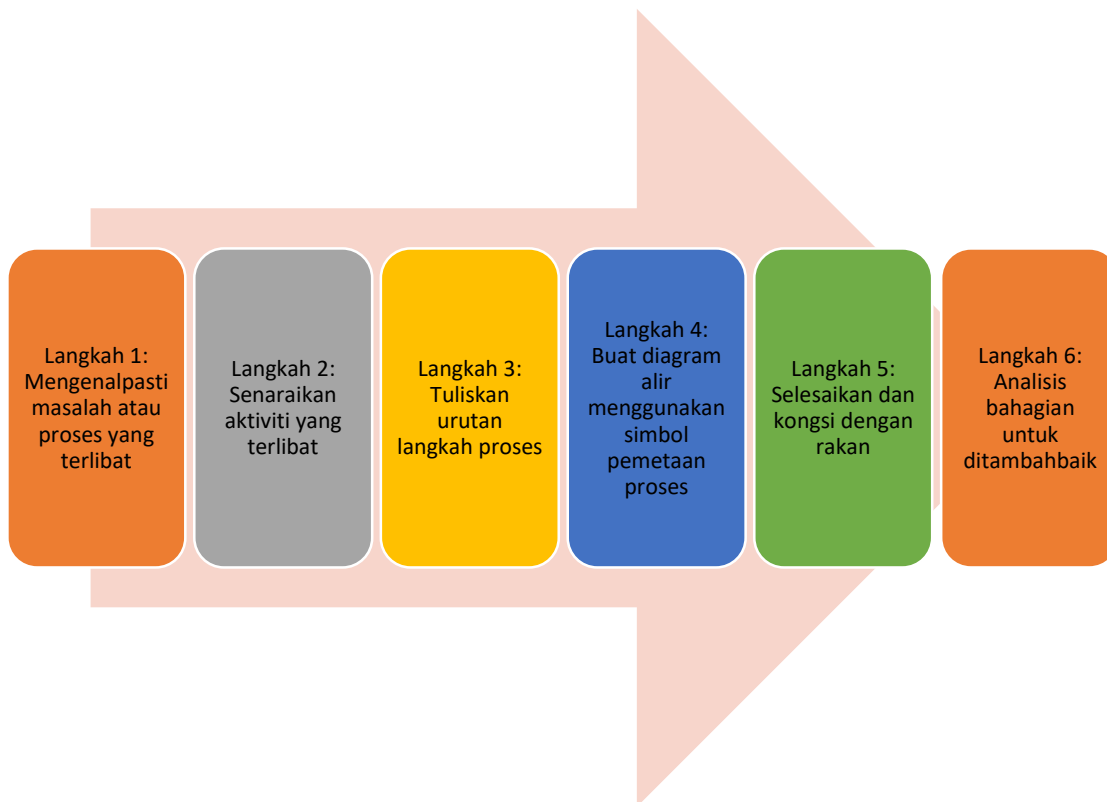 Langkah 1:
Mengenalpasti
masalah atau
proses yang
terlibat
Langkah 2:
Senaraikan
aktiviti yang
terlibat
Langkah 3:
Tuliskan
urutan
langkah proses
Langkah 4:
Buat diagram
alir
menggunakan
simbol
pemetaan
proses
Langkah 5:
Selesaikan dan
kongsi dengan
rakan
Langkah 6:
Analisis
bahagian
untuk
ditambahbaik